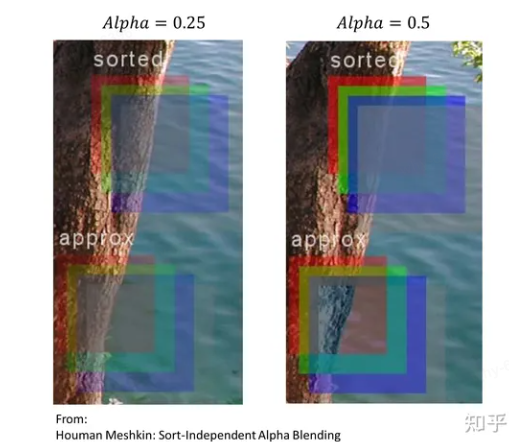 Alpha = 0.25
Alpha = 0.5
sorted
sorted
approx
approx
From:
Houman Meshkin: Sort-Independent Alpha Blending
知乎